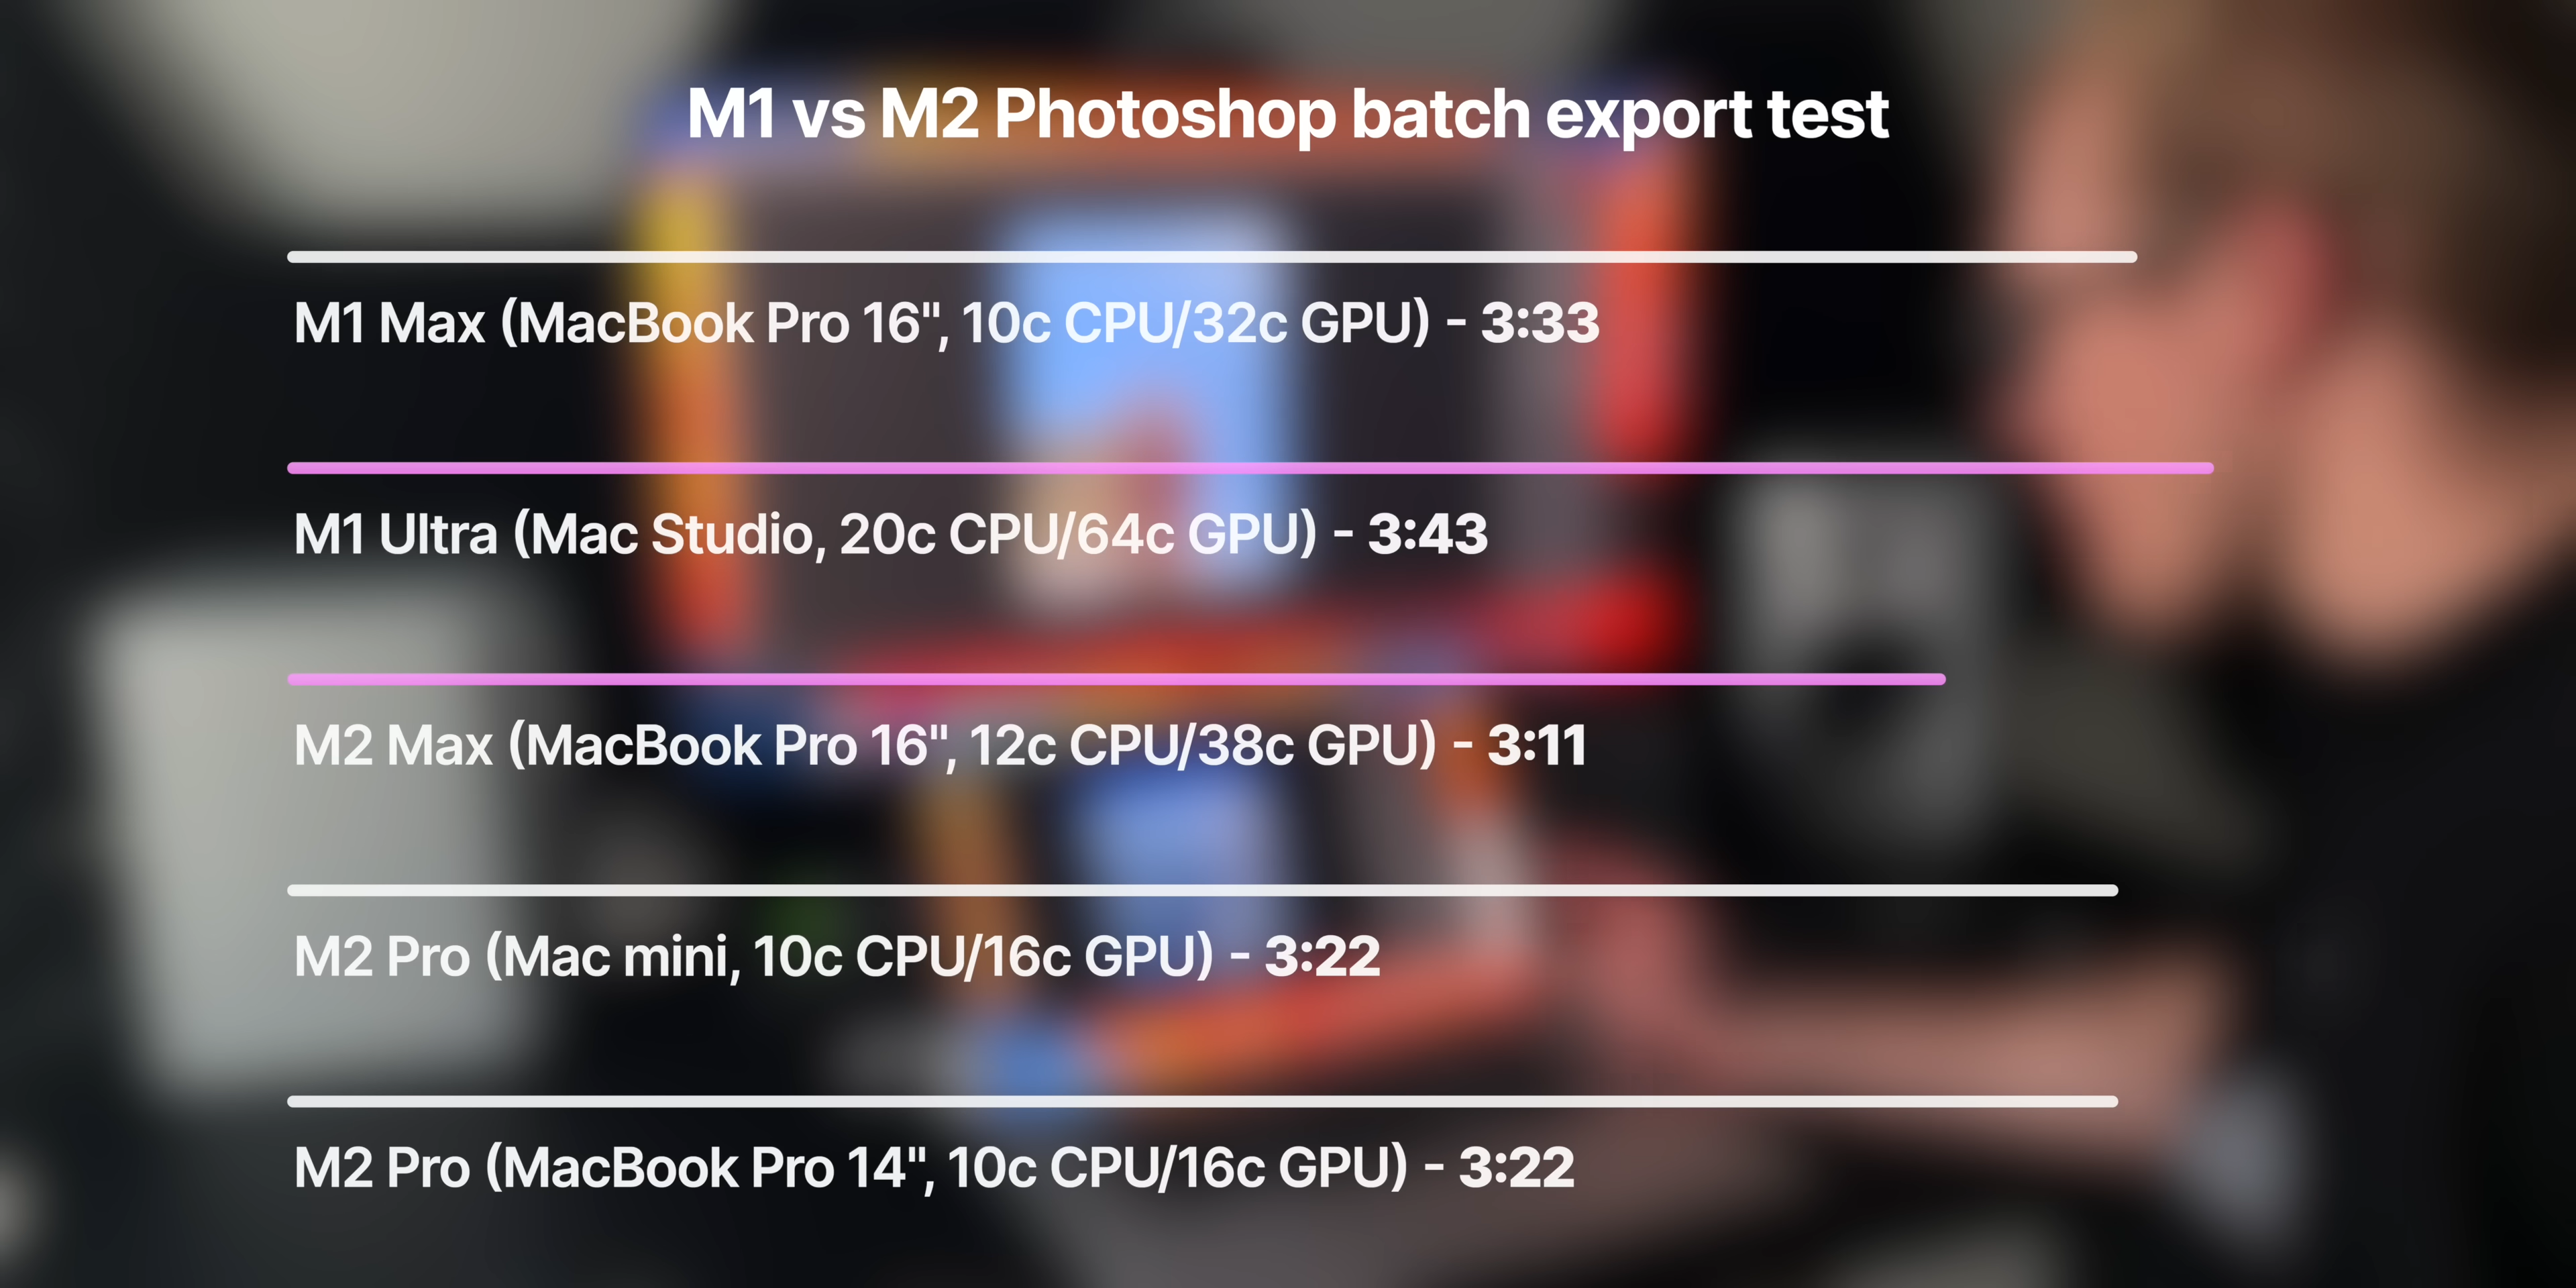 M1 vs M2 Photoshop batch export test
M1 Max (MacBook Pro 16", 10c CPU/32c GPU) - 3:33
M1 Ultra (Mac Studio, 20c CPU/64c GPU) - 3:43
M2 Max (MacBook Pro 16", 12c CPU/38c GPU) - 3:11
M2 Pro (Mac mini, 10c CPU/16c GPU) - 3:22
M2 Pro (MacBook Pro 14", 10c CPU/16c GPU) - 3:22